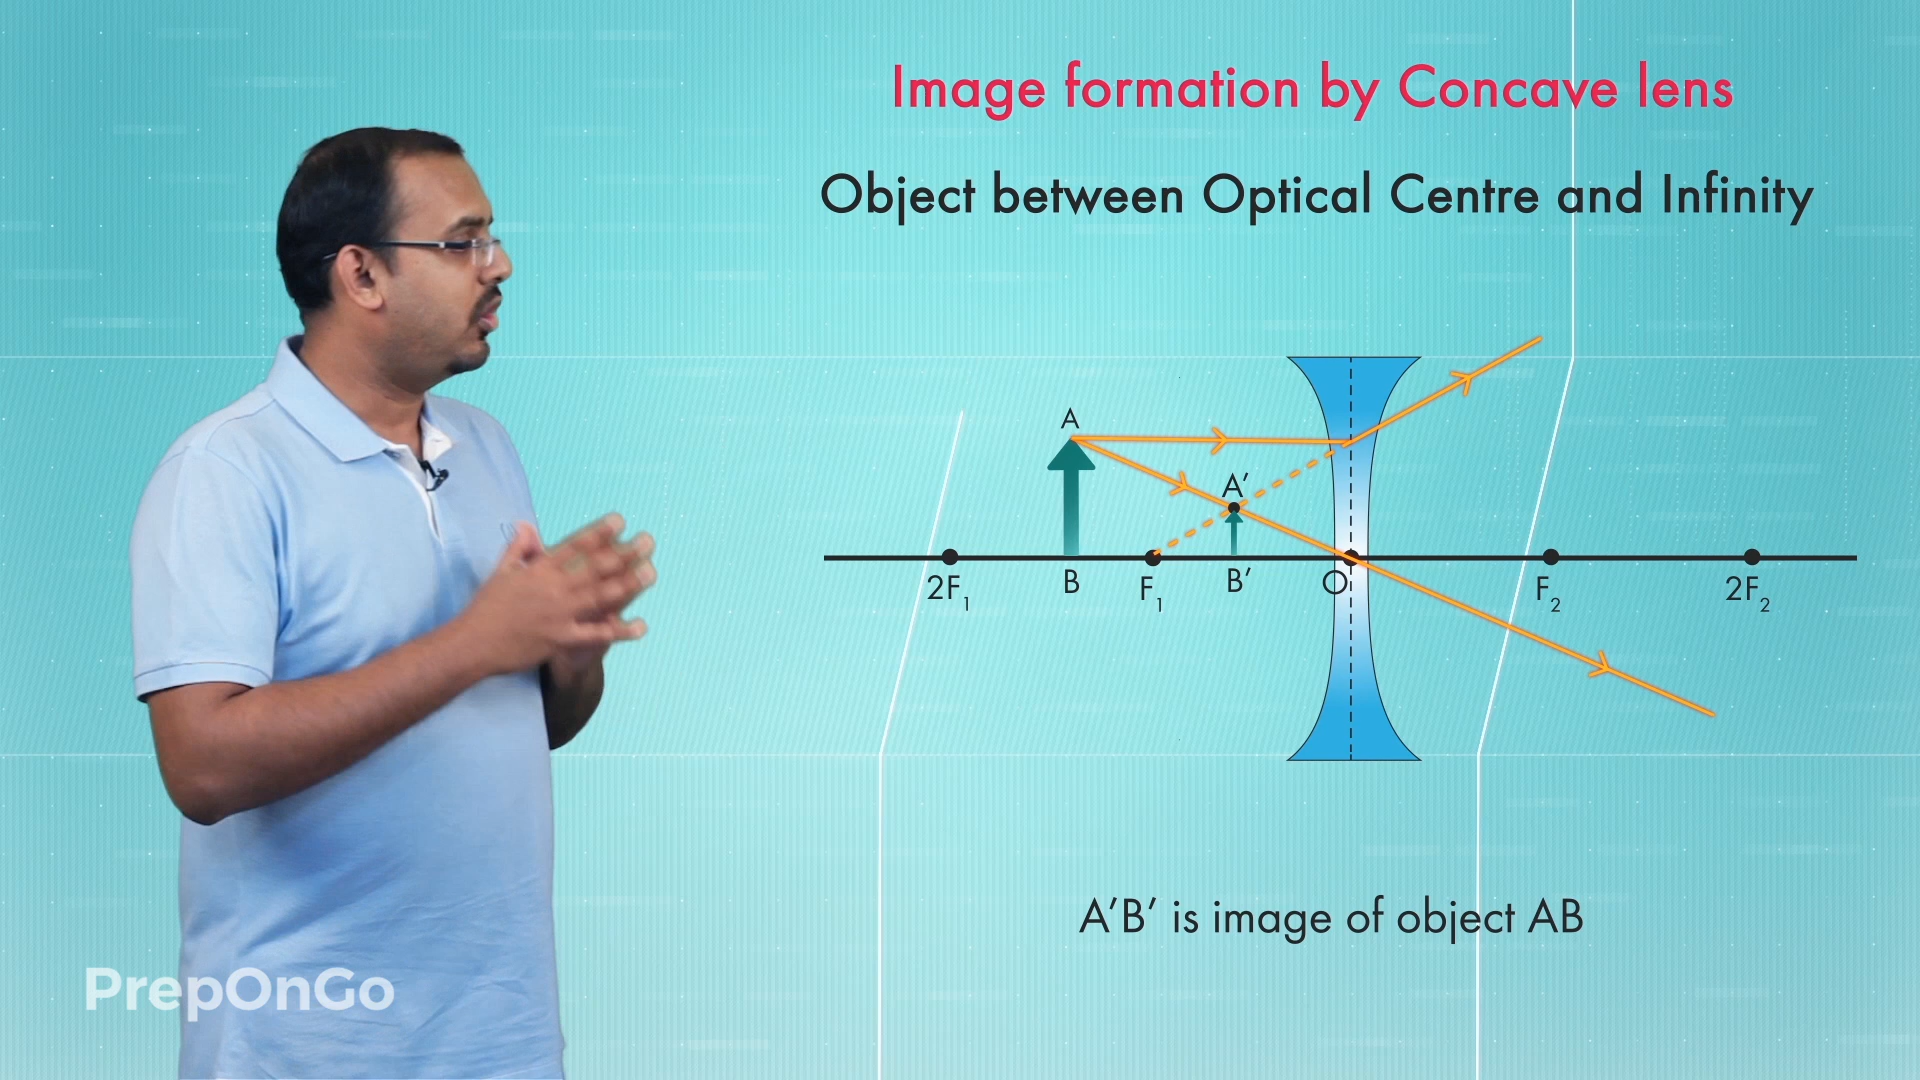 Image formation by Concave lens
Object between Optical Centre and Infinity
A
A′
2F1
B
F1
B′
O
F2
2F2
A′B′ is image of object AB
PrepOnGo